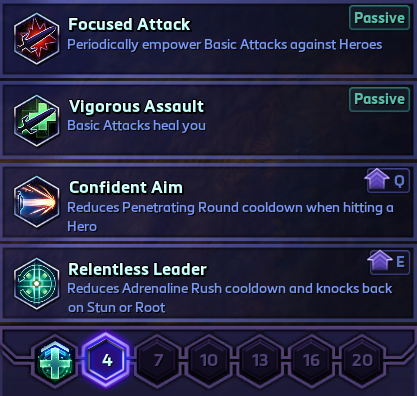 Focused Attack
Passive
Periodically empower Basic Attacks against Heroes
Vigorous Assault
Passive
Basic Attacks heal you
Confident Aim
Q
Reduces Penetrating Round cooldown when hitting a
Hero
Relentless Leader
E
Reduces Adrenaline Rush cooldown and knocks back
on Stun or Root
4 7 10 13 16 20